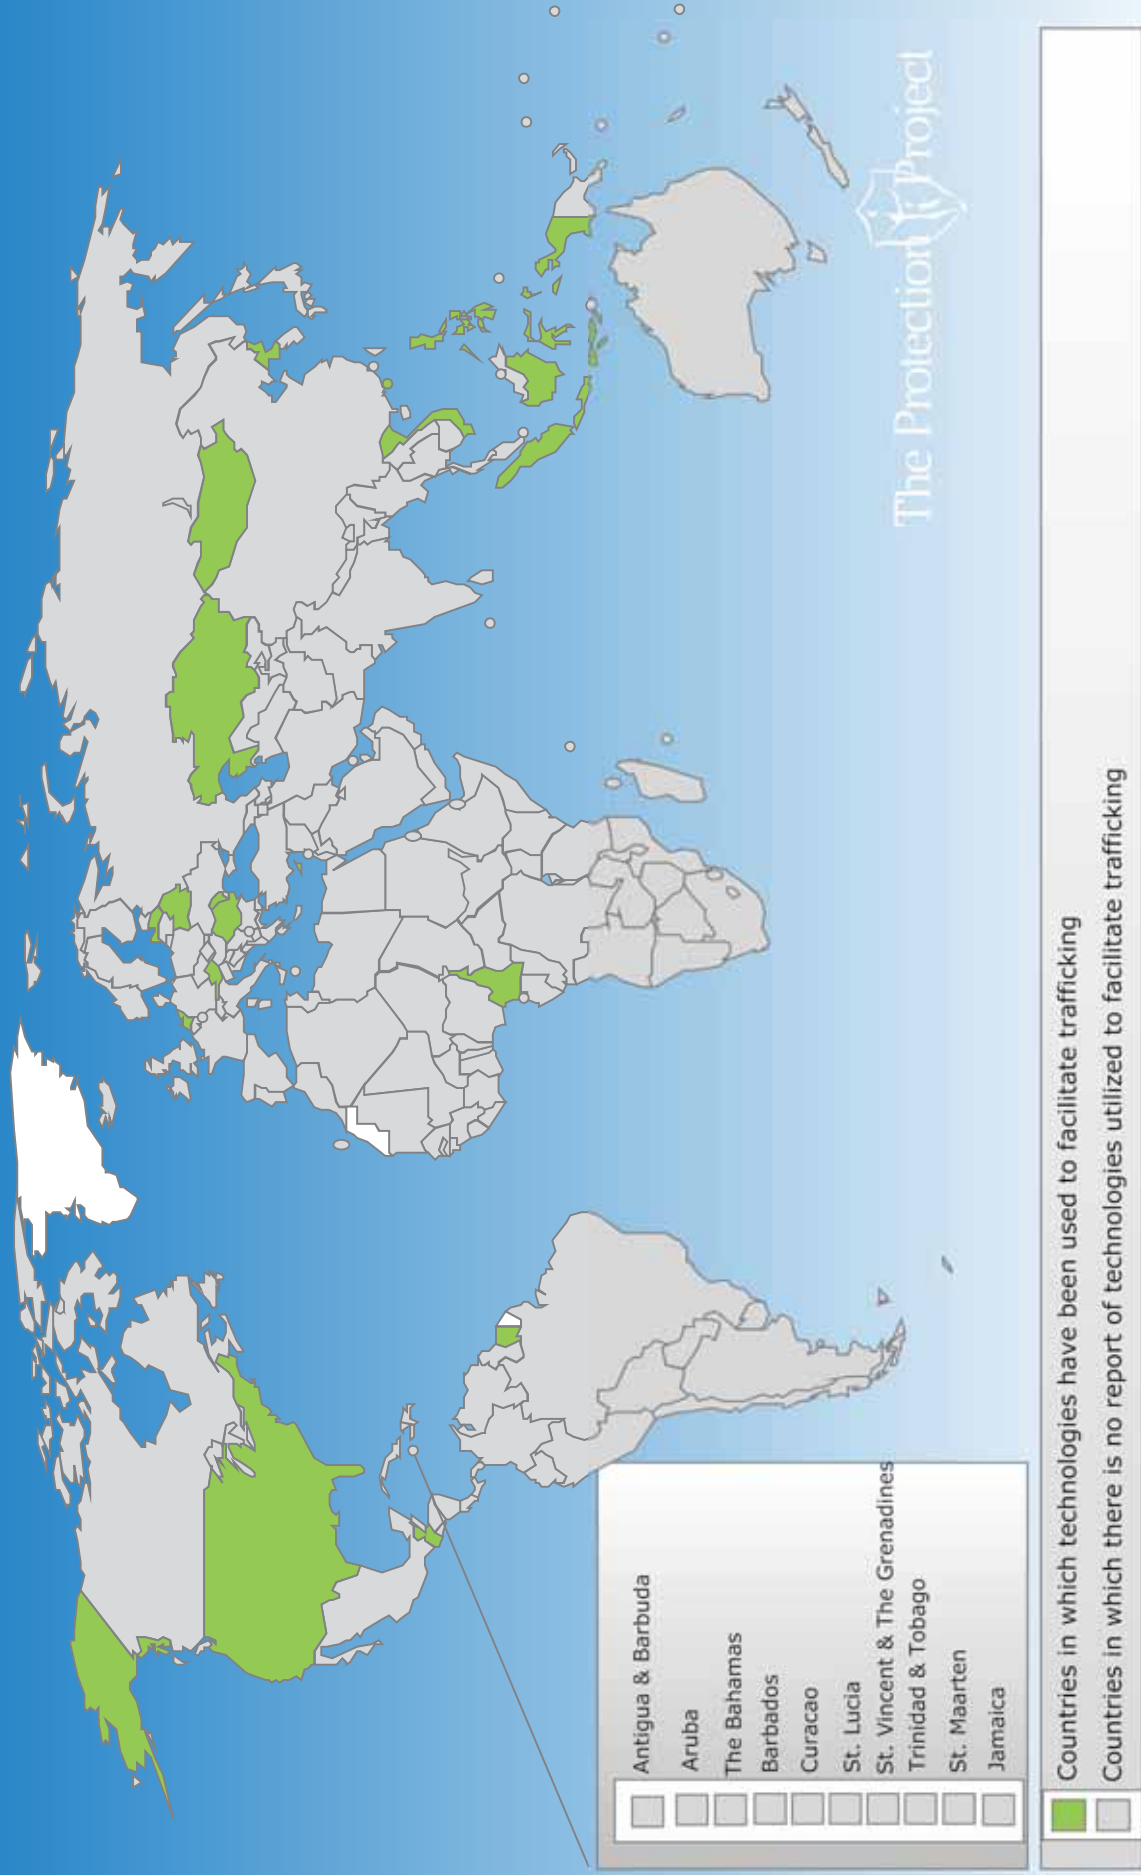 The Protection Project
Antigua & Barbuda
Aruba
The Bahamas
Barbados
Curacao
St. Lucia
St. Vincent & The Grenadines
Trinidad & Tobago
St. Maarten
Jamaica
Countries in which technologies have been used to facilitate trafficking
Countries in which there is no report of technologies utilized to facilitate trafficking